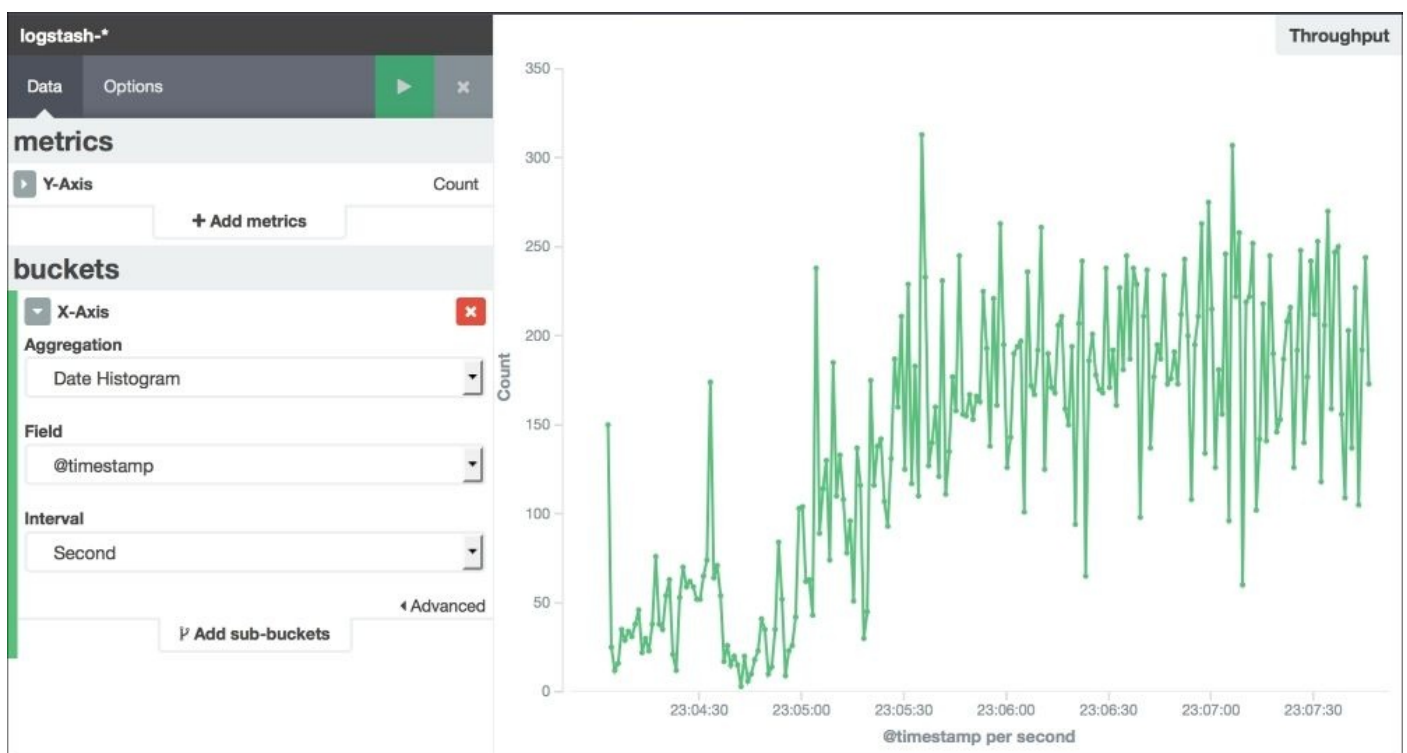 logstash-*
Data Options
metrics
Y-Axis Count
+ Add metrics
buckets
X-Axis
Aggregation
Date Histogram
Field
@timestamp
Interval
Second
Advanced
Add sub-buckets
Throughput
350
300
250
200
150
100
50
0
Count
23:04:30 23:05:00 23:05:30 23:06:00 23:06:30 23:07:00 23:07:30
@timestamp per second